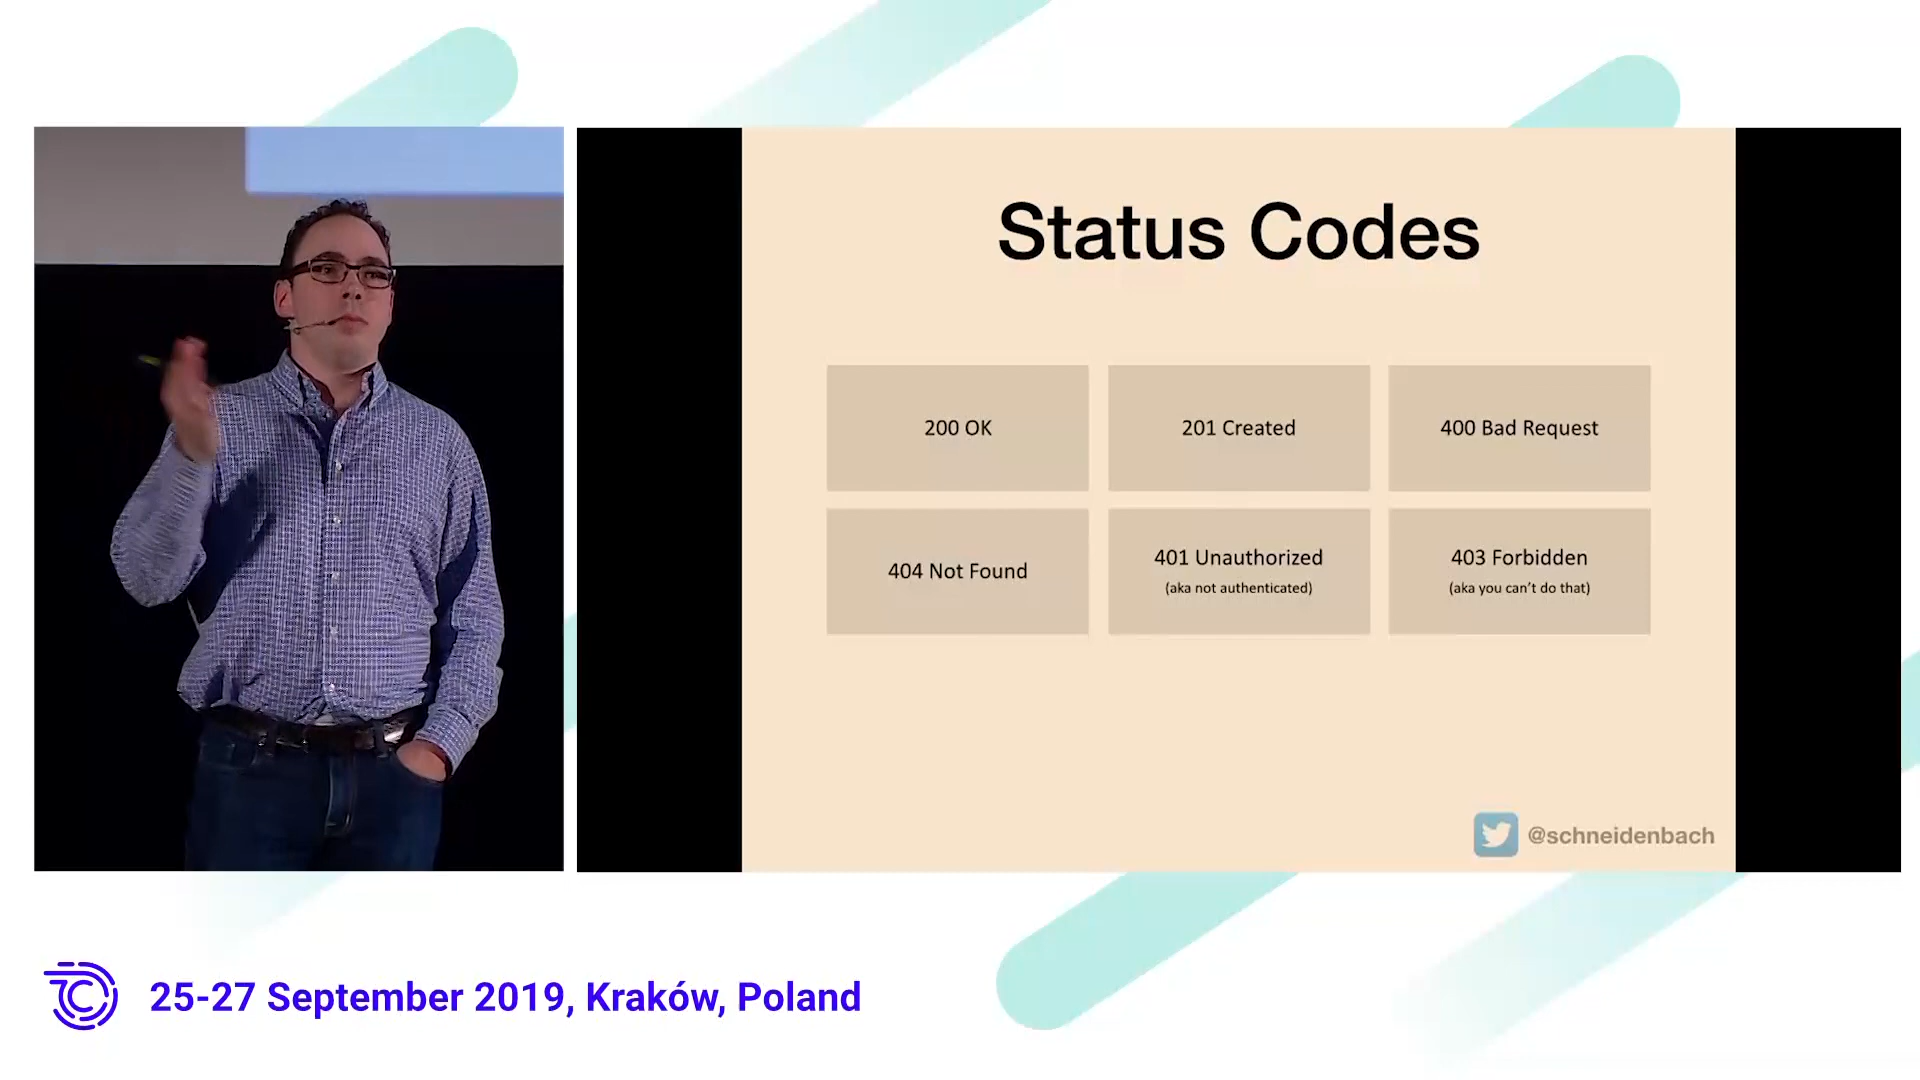 Status Codes
200 OK
201 Created
400 Bad Request
404 Not Found
401 Unauthorized
(aka not authenticated)
403 Forbidden
(aka you can't do that)
@schneidenbach
25-27 September 2019, Kraków, Poland